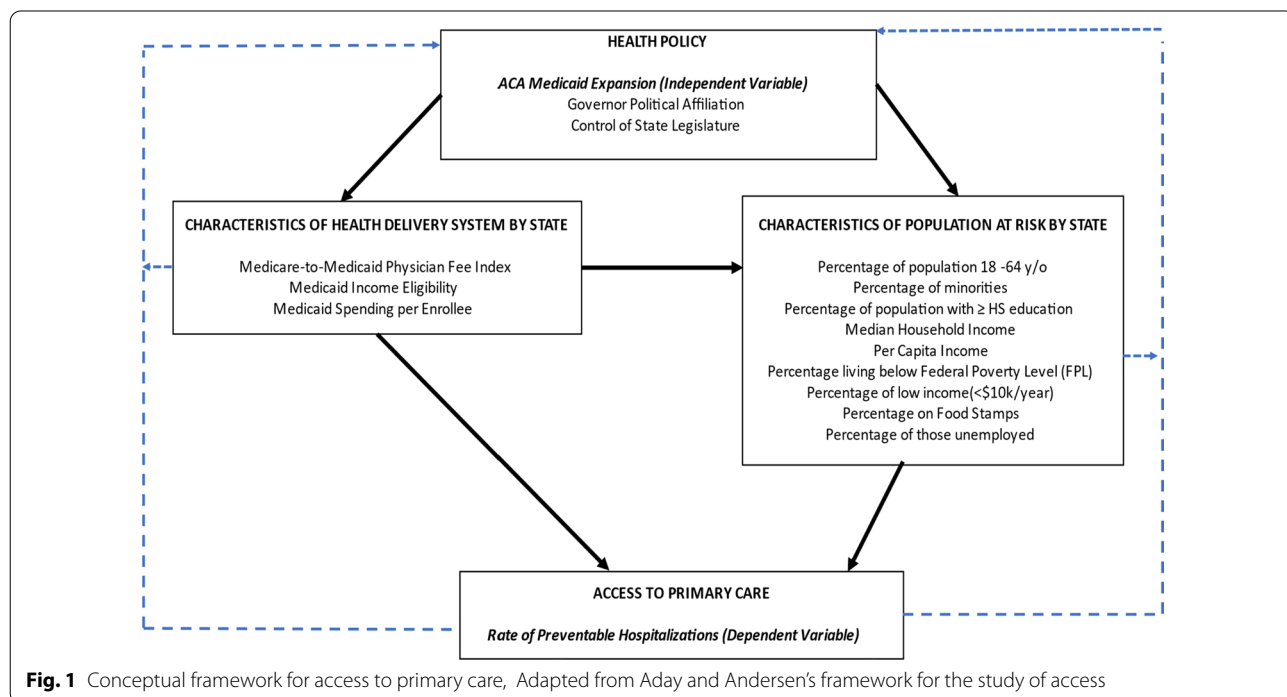 HEALTH POLICY
ACA Medicaid Expansion (Independent Variable)
Governor Political Affiliation
Control of State Legislature
CHARACTERISTICS OF HEALTH DELIVERY SYSTEM BY STATE
Medicare-to-Medicaid Physician Fee Index
Medicaid Income Eligibility
Medicaid Spending per Enrollee
CHARACTERISTICS OF POPULATION AT RISK BY STATE
Percentage of population 18 -64 y/o
Percentage of minorities
Percentage of population with ≥ HS education
Median Household Income
Per Capita Income
Percentage living below Federal Poverty Level (FPL)
Percentage of low income(<$10k/year)
Percentage on Food Stamps
Percentage of those unemployed
ACCESS TO PRIMARY CARE
Rate of Preventable Hospitalizations (Dependent Variable)
Fig. 1 Conceptual framework for access to primary care, Adapted from Aday and Andersen's framework for the study of access